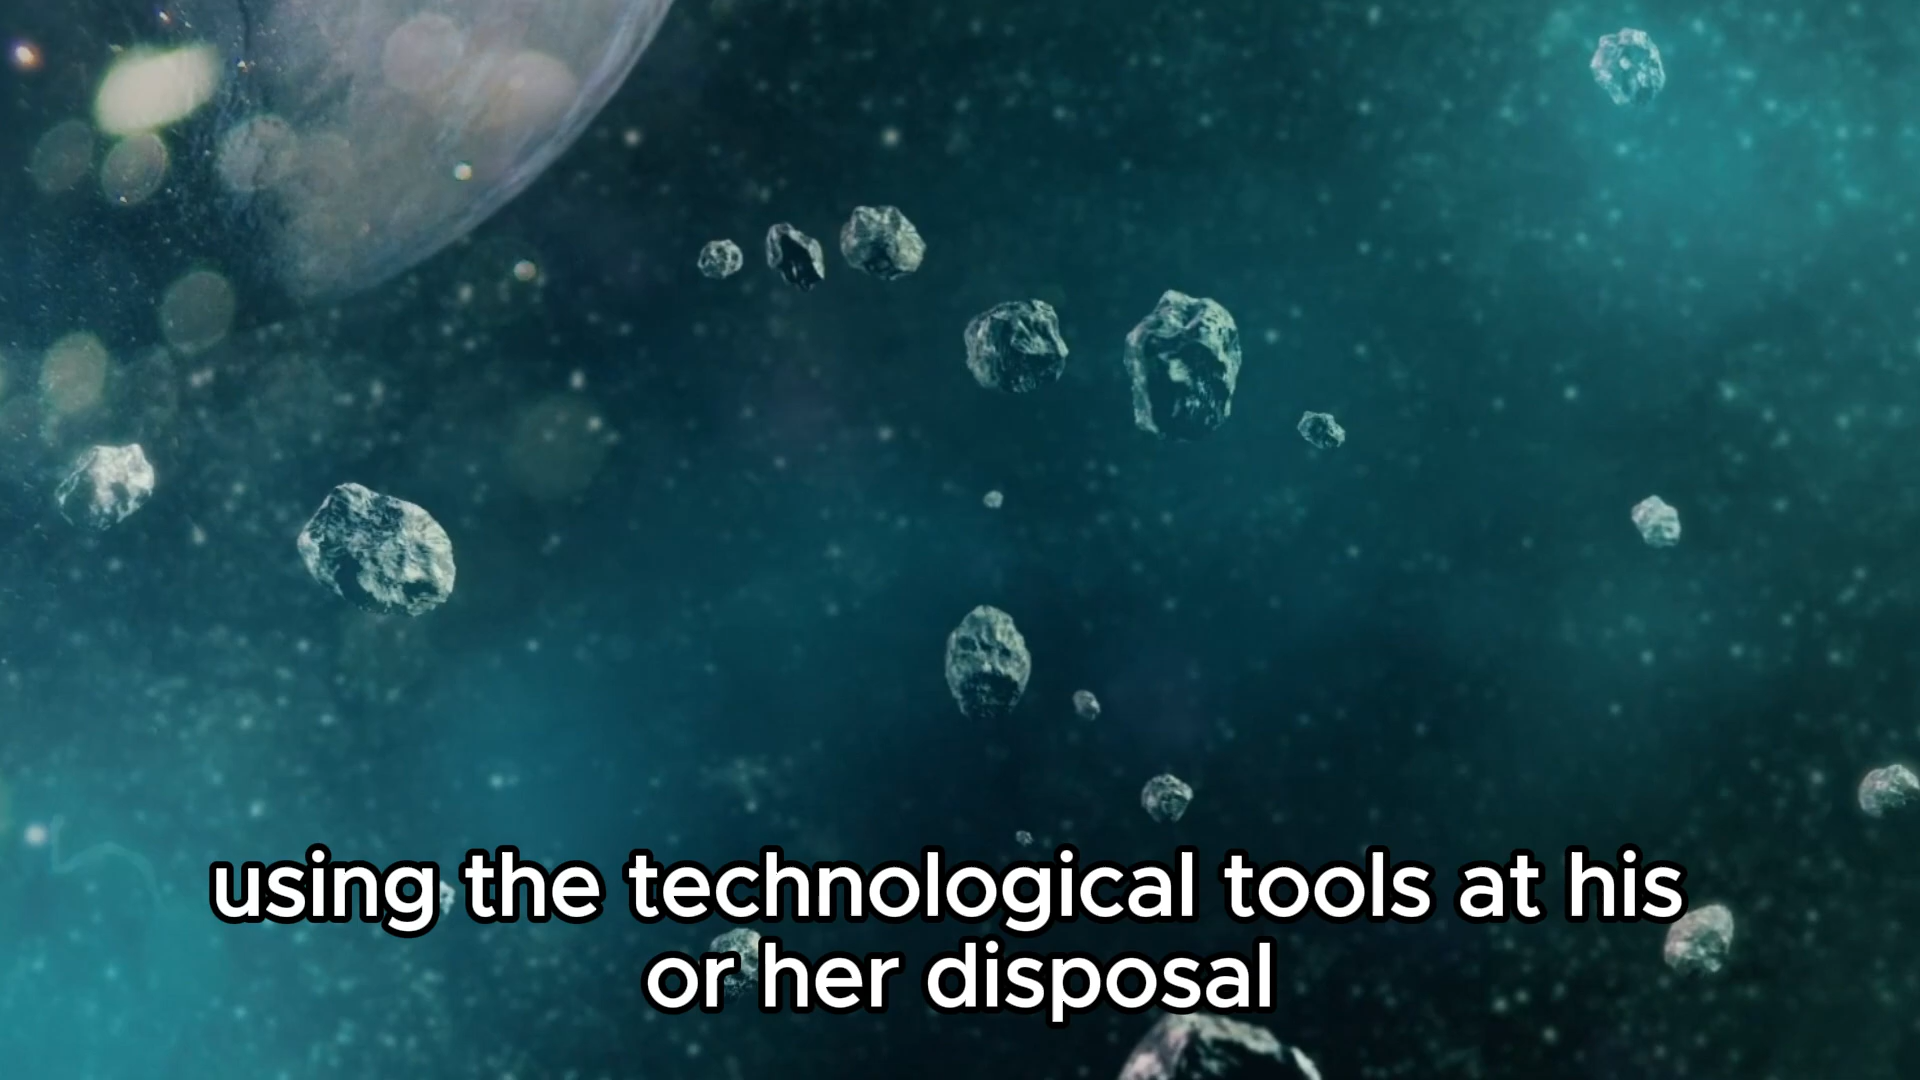 using the technological tools at his
or her disposal